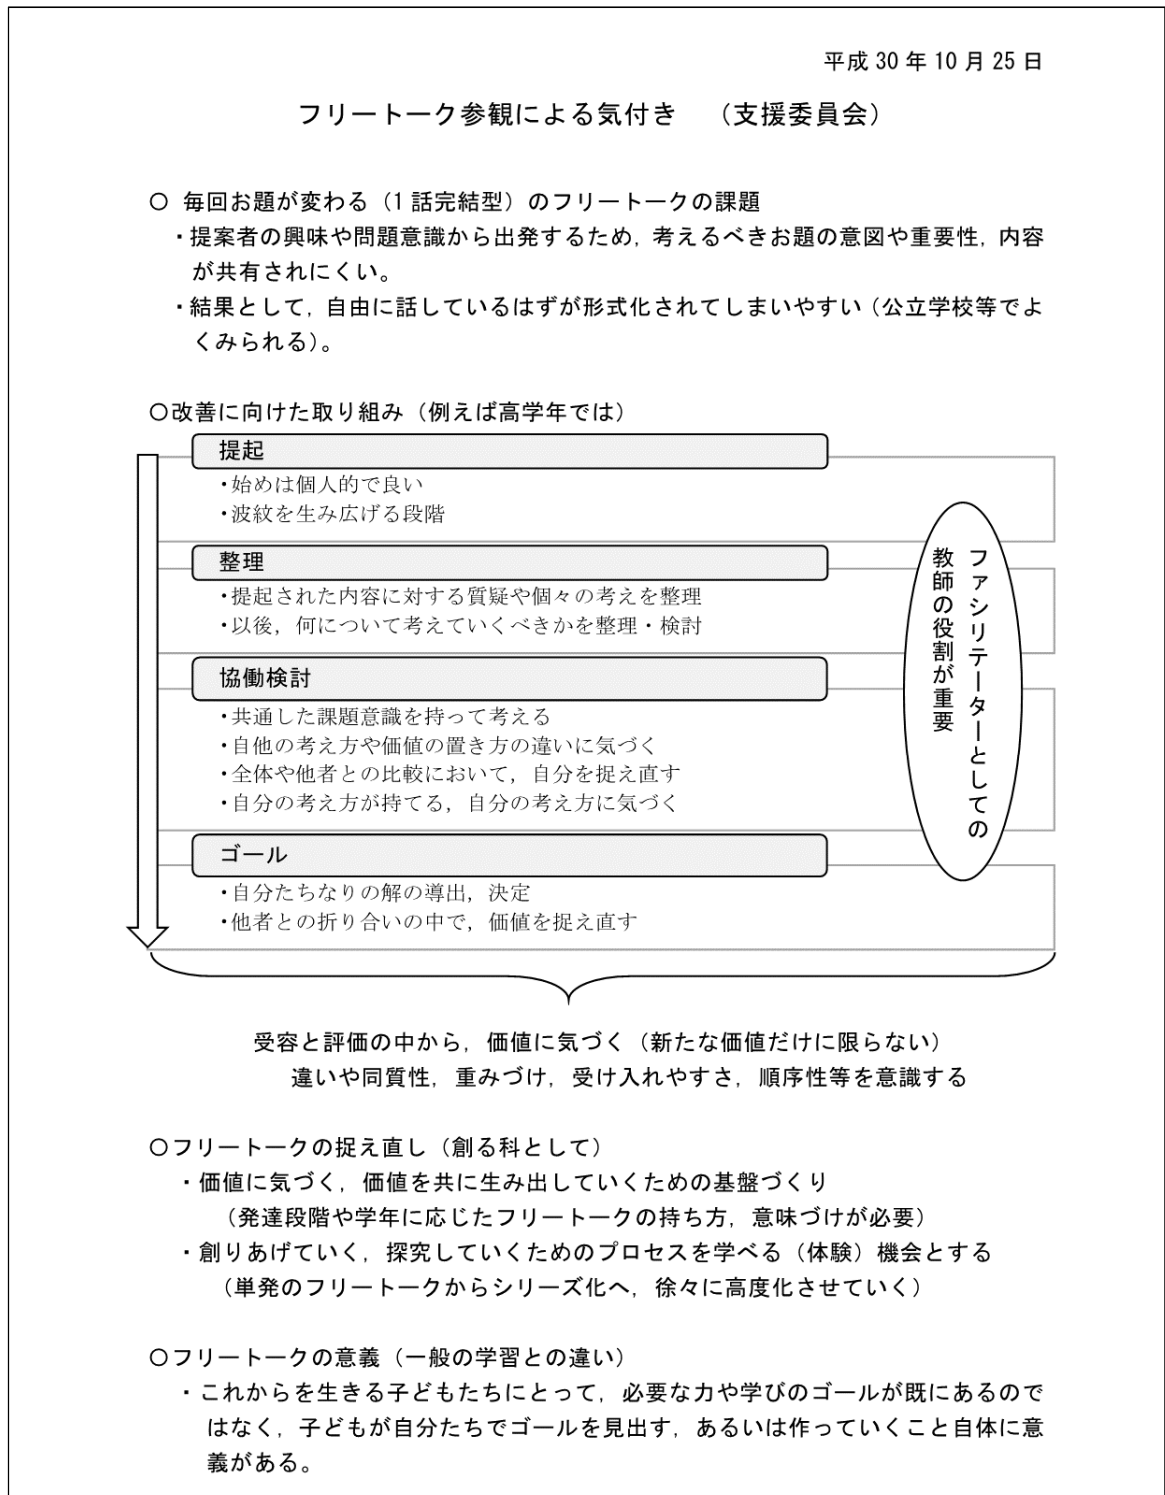 平成 30 年 10 月 25 日
フリートーク参観による気付き　（支援委員会）
○ 毎回お題が変わる（1 話完結型）のフリートークの課題
・提案者の興味や問題意識から出発するため，考えるべきお題の意図や重要性，内容
が共有されにくい。
・結果として，自由に話しているはずが形式化されてしまいやすい（公立学校等でよ
くみられる）。
○改善に向けた取り組み（例えば高学年では）
提起
・始めは個人的で良い
・波紋を生み広げる段階
整理
・提起された内容に対する質疑や個々の考えを整理
・以後，何について考えていくべきかを整理・検討
協働検討
・共通した課題意識を持って考える
・自他の考え方や価値の置き方の違いに気づく
・全体や他者との比較において，自分を捉え直す
・自分の考え方が持てる，自分の考え方に気づく
ゴール
・自分たちなりの解の導出，決定
・他者との折り合いの中で，価値を捉え直す
ファシリテーターとしての
教師の役割が重要
受容と評価の中から，価値に気づく（新たな価値だけに限らない）
違いや同質性，重みづけ，受け入れやすさ，順序性等を意識する
○フリートークの捉え直し（創る科として）
・価値に気づく，価値を共に生み出していくための基盤づくり
（発達段階や学年に応じたフリートークの持ち方，意味づけが必要）
・創りあげていく，探究していくためのプロセスを学べる（体験）機会とする
（単発のフリートークからシリーズ化へ，徐々に高度化させていく）
○フリートークの意義（一般の学習との違い）
・これからを生きる子どもたちにとって，必要な力や学びのゴールが既にあるので
はなく，子どもが自分たちでゴールを見出す，あるいは作っていくこと自体に意
義がある。